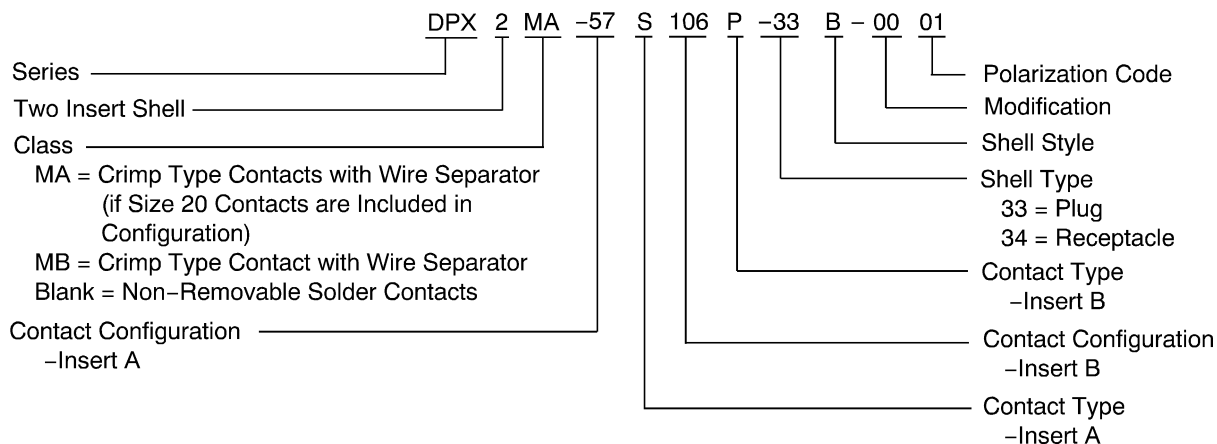 DPX 2 MA -57 S 106 P -33 B - 00 01
Series
Two Insert Shell
Class
MA = Crimp Type Contacts with Wire Separator
(if Size 20 Contacts are Included in
Configuration)
MB = Crimp Type Contact with Wire Separator
Blank = Non-Removable Solder Contacts
Contact Configuration
-Insert A
Polarization Code
Modification
Shell Style
Shell Type
33 = Plug
34 = Receptacle
Contact Type
-Insert B
Contact Configuration
-Insert B
Contact Type
-Insert A